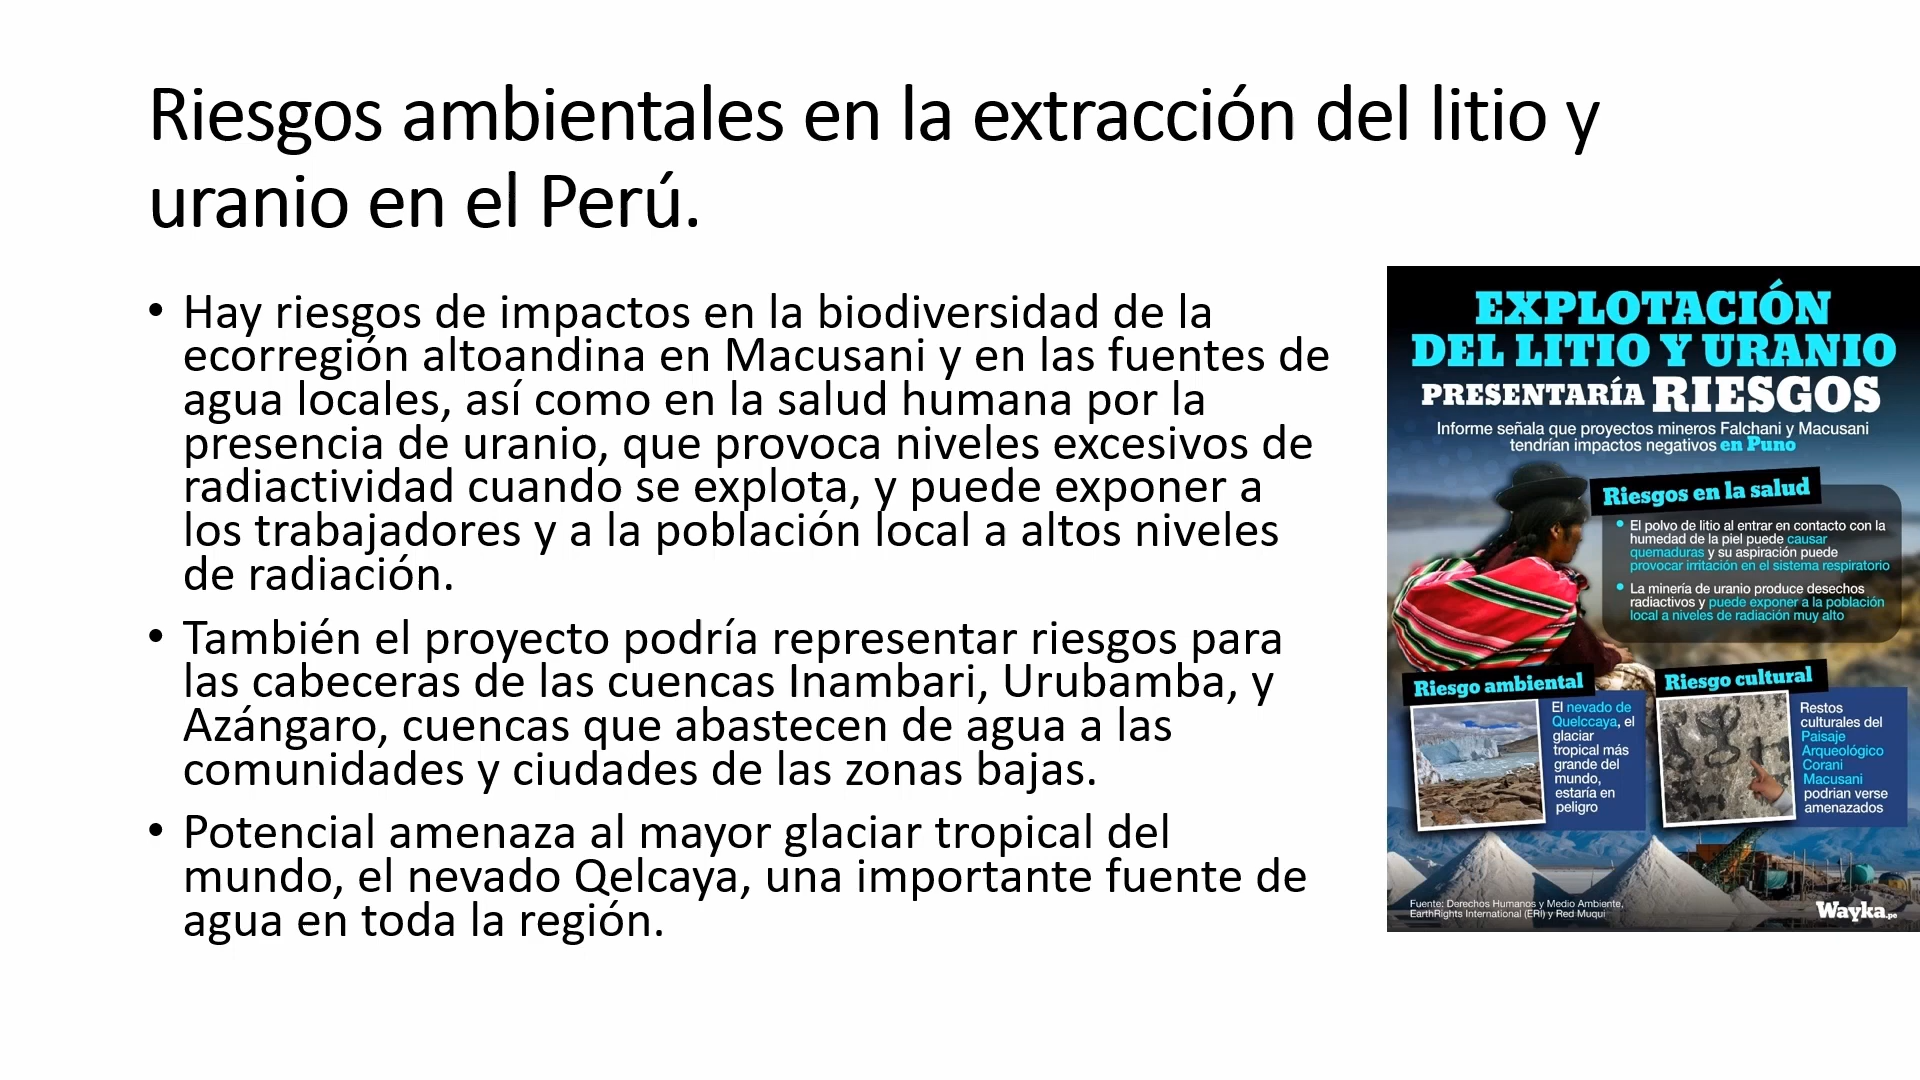 Riesgos ambientales en la extracción del litio y
uranio en el Perú.
• Hay riesgos de impactos en la biodiversidad de la
ecorregión altoandina en Macusani y en las fuentes de
agua locales, así como en la salud humana por la
presencia de uranio, que provoca niveles excesivos de
radiactividad cuando se explota, y puede exponer a
los trabajadores y a la población local a altos niveles
de radiación.
• También el proyecto podría representar riesgos para
las cabeceras de las cuencas Inambari, Urubamba, y
Azángaro, cuencas que abastecen de agua a las
comunidades y ciudades de las zonas bajas.
• Potencial amenaza al mayor glaciar tropical del
mundo, el nevado Qelcaya, una importante fuente de
agua en toda la región.
EXPLOTACIÓN
DEL LITIO Y URANIO
PRESENTARÍA RIESGOS
Informe señala que proyectos mineros Falchani y Macusani
tendrían impactos negativos en Puno
Riesgos en la salud
• El polvo de litio al entrar en contacto con la
humedad de la piel puede causar
quemaduras y su aspiración puede
provocar irritación en el sistema respiratorio
• La minería de uranio produce desechos
radiactivos y puede exponer a la población
local a niveles de radiación muy alto
Riesgo ambiental
El nevado de
Quelccaya, el
glaciar
tropical más
grande del
mundo,
estaría en
peligro
Riesgo cultural
Restos
culturales del
Paisaje
Arqueológico
Corani
Macusani
podrian verse
amenazados
Fuente: Derechos Humanos y Medio Ambiente,
EarthRights International (ERI) y Red Muqui
Wayka.pe